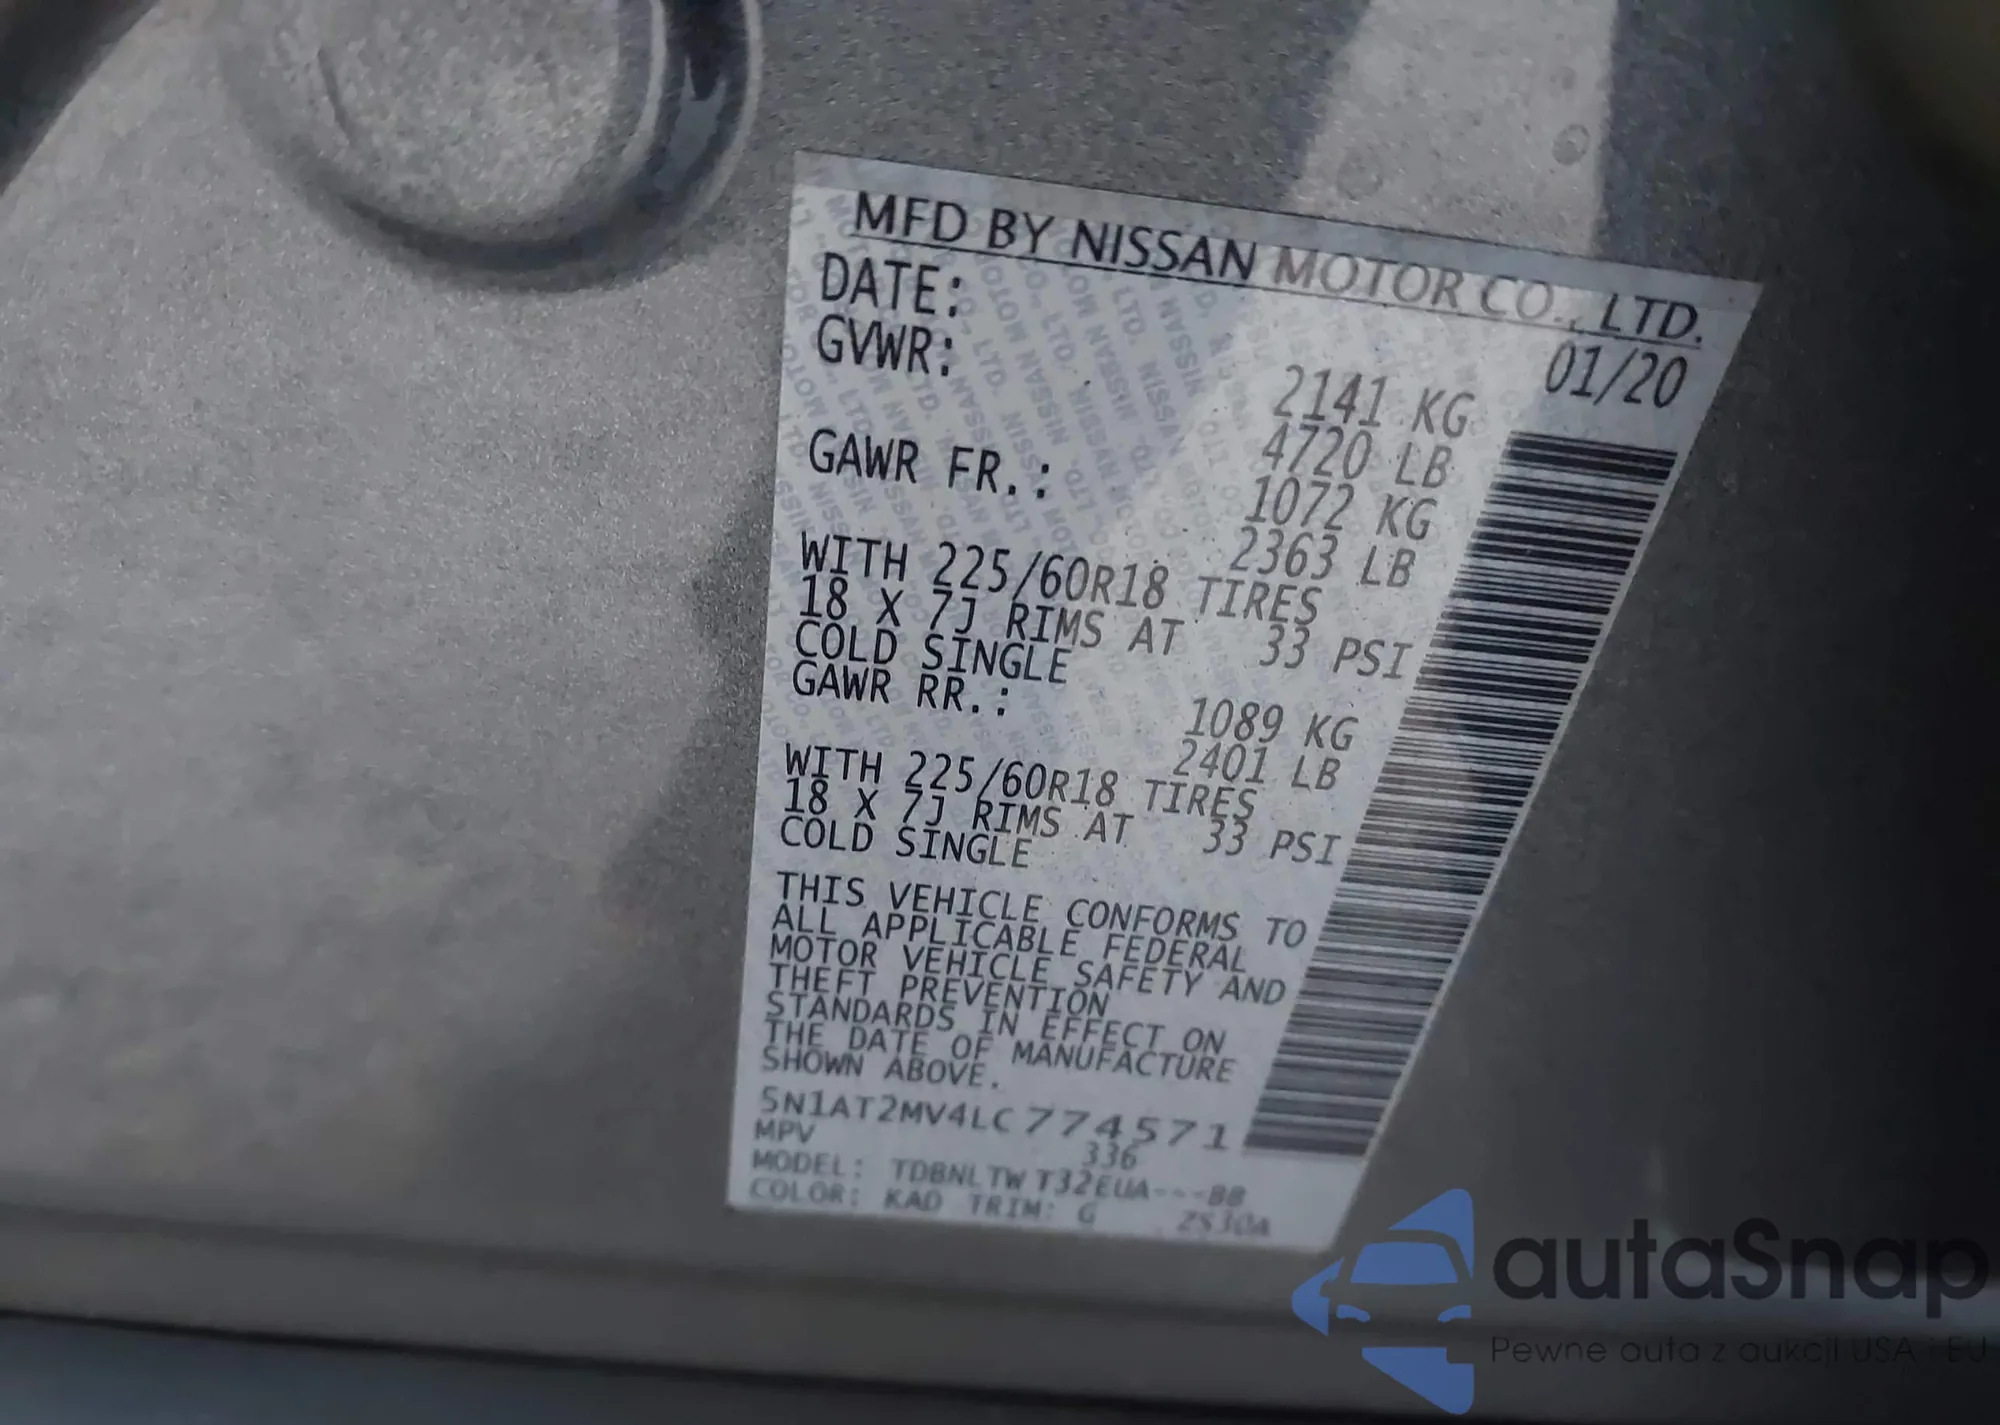 MFD BY NISSAN MOTOR CO., LTD.
DATE: 01/20
GVWR: 2141 KG
4720 LB
GAWR FR.: 1072 KG
2363 LB
WITH 225/60R18 TIRES
18 X 7J RIMS AT 33 PSI
COLD SINGLE
GAWR RR.: 1089 KG
2401 LB
WITH 225/60R18 TIRES
18 X 7J RIMS AT 33 PSI
COLD SINGLE
THIS VEHICLE CONFORMS TO
ALL APPLICABLE FEDERAL
MOTOR VEHICLE SAFETY AND
THEFT PREVENTION
STANDARDS IN EFFECT ON
THE DATE OF MANUFACTURE
SHOWN ABOVE.
5N1AT2MV4LC774571
MPV 336
MODEL: TDBNLTW T32EUA---BB
COLOR: KAD TRIM: G ZS30A
autaSnap
Pewne auta z aukcji USA i EU